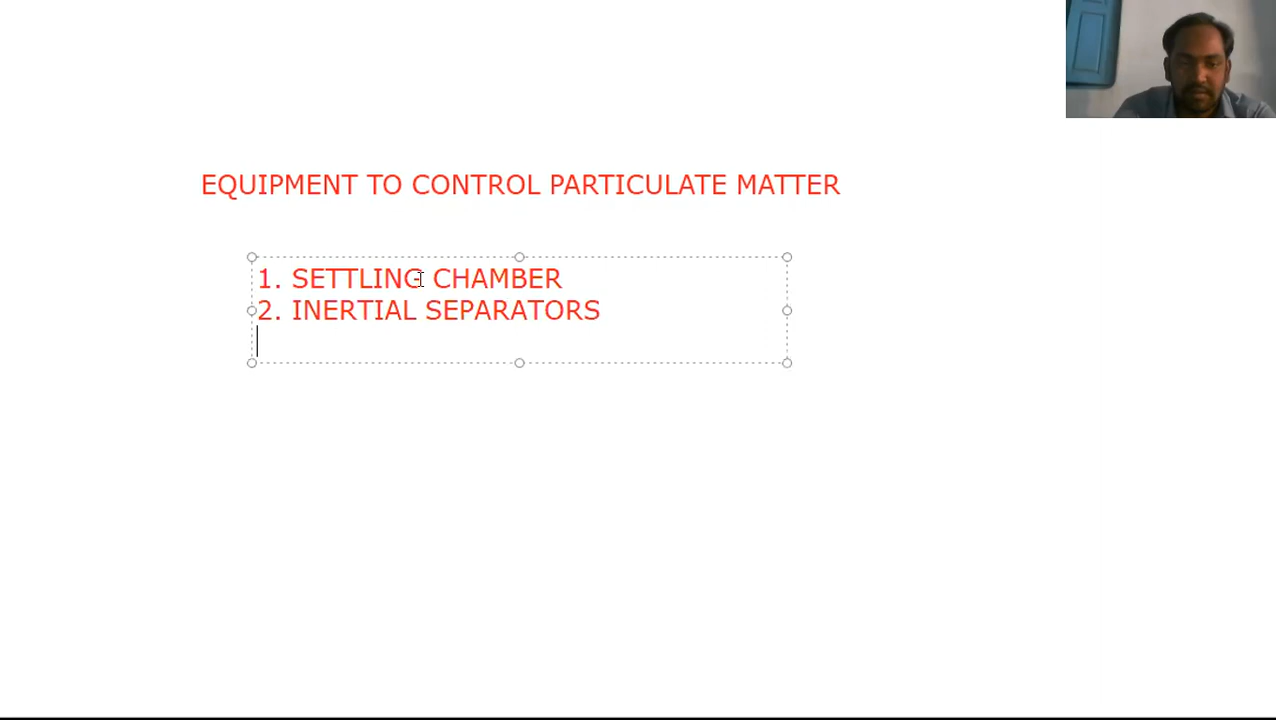 EQUIPMENT TO CONTROL PARTICULATE MATTER
1. SETTLING CHAMBER
2. INERTIAL SEPARATORS